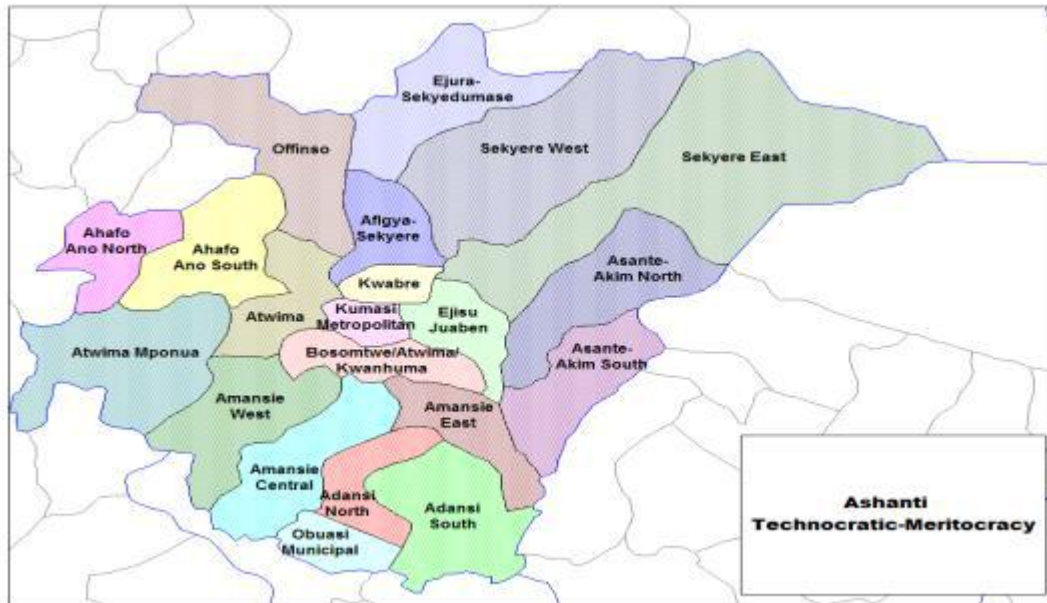 Ejura-
Sekyedumase
Offinso
Sekyere West
Sekyere East
Afigya-
Sekyere
Ahafo
Ano North
Ahafo
Ano South
Asante-
Akim North
Kwabre
Atwima
Kumasi
Metropolitan
Ejisu
Juaben
Atwima Mponua
Bosomtwe/Atwima/
Kwanhuma
Asante-
Akim South
Amansie
West
Amansie
East
Amansie
Central
Adansi
North
Adansi
South
Obuasi
Municipal
Ashanti
Technocratic-Meritocracy